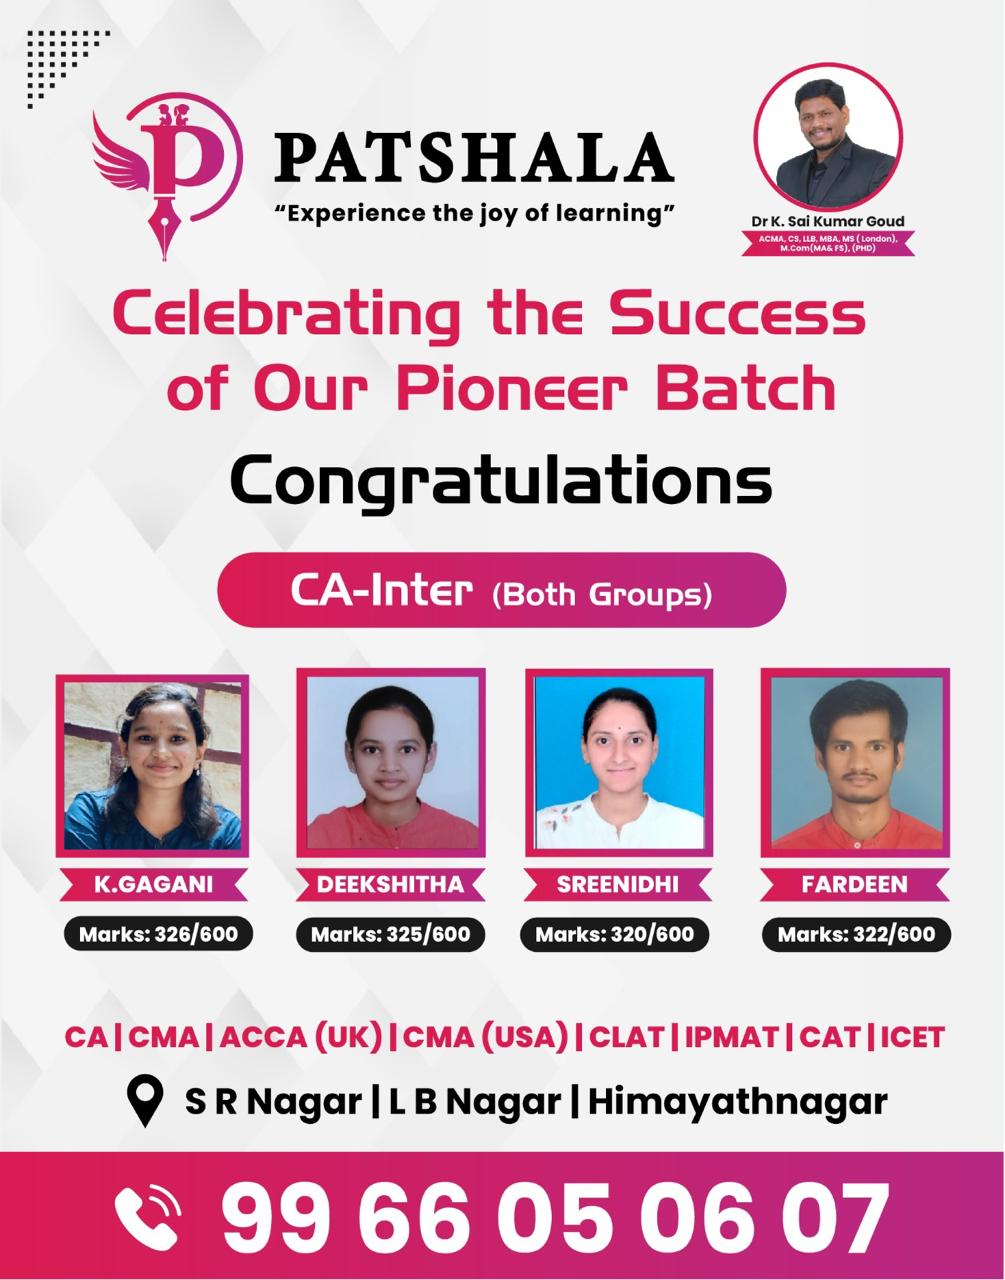 P
PATSHALA
“Experience the joy of learning”
Dr K. Sai Kumar Goud
ACMA, CS, LLB, MBA, MS ( London),
M.Com(MA& FS), (PHD)
Celebrating the Success
of Our Pioneer Batch
Congratulations
CA-Inter (Both Groups)
K.GAGANI
DEEKSHITHA
SREENIDHI
FARDEEN
Marks: 326/600
Marks: 325/600
Marks: 320/600
Marks: 322/600
CA | CMA | ACCA (UK) | CMA (USA) | CLAT | IPMAT | CAT | ICET
S R Nagar | L B Nagar | Himayathnagar
99 66 05 06 07